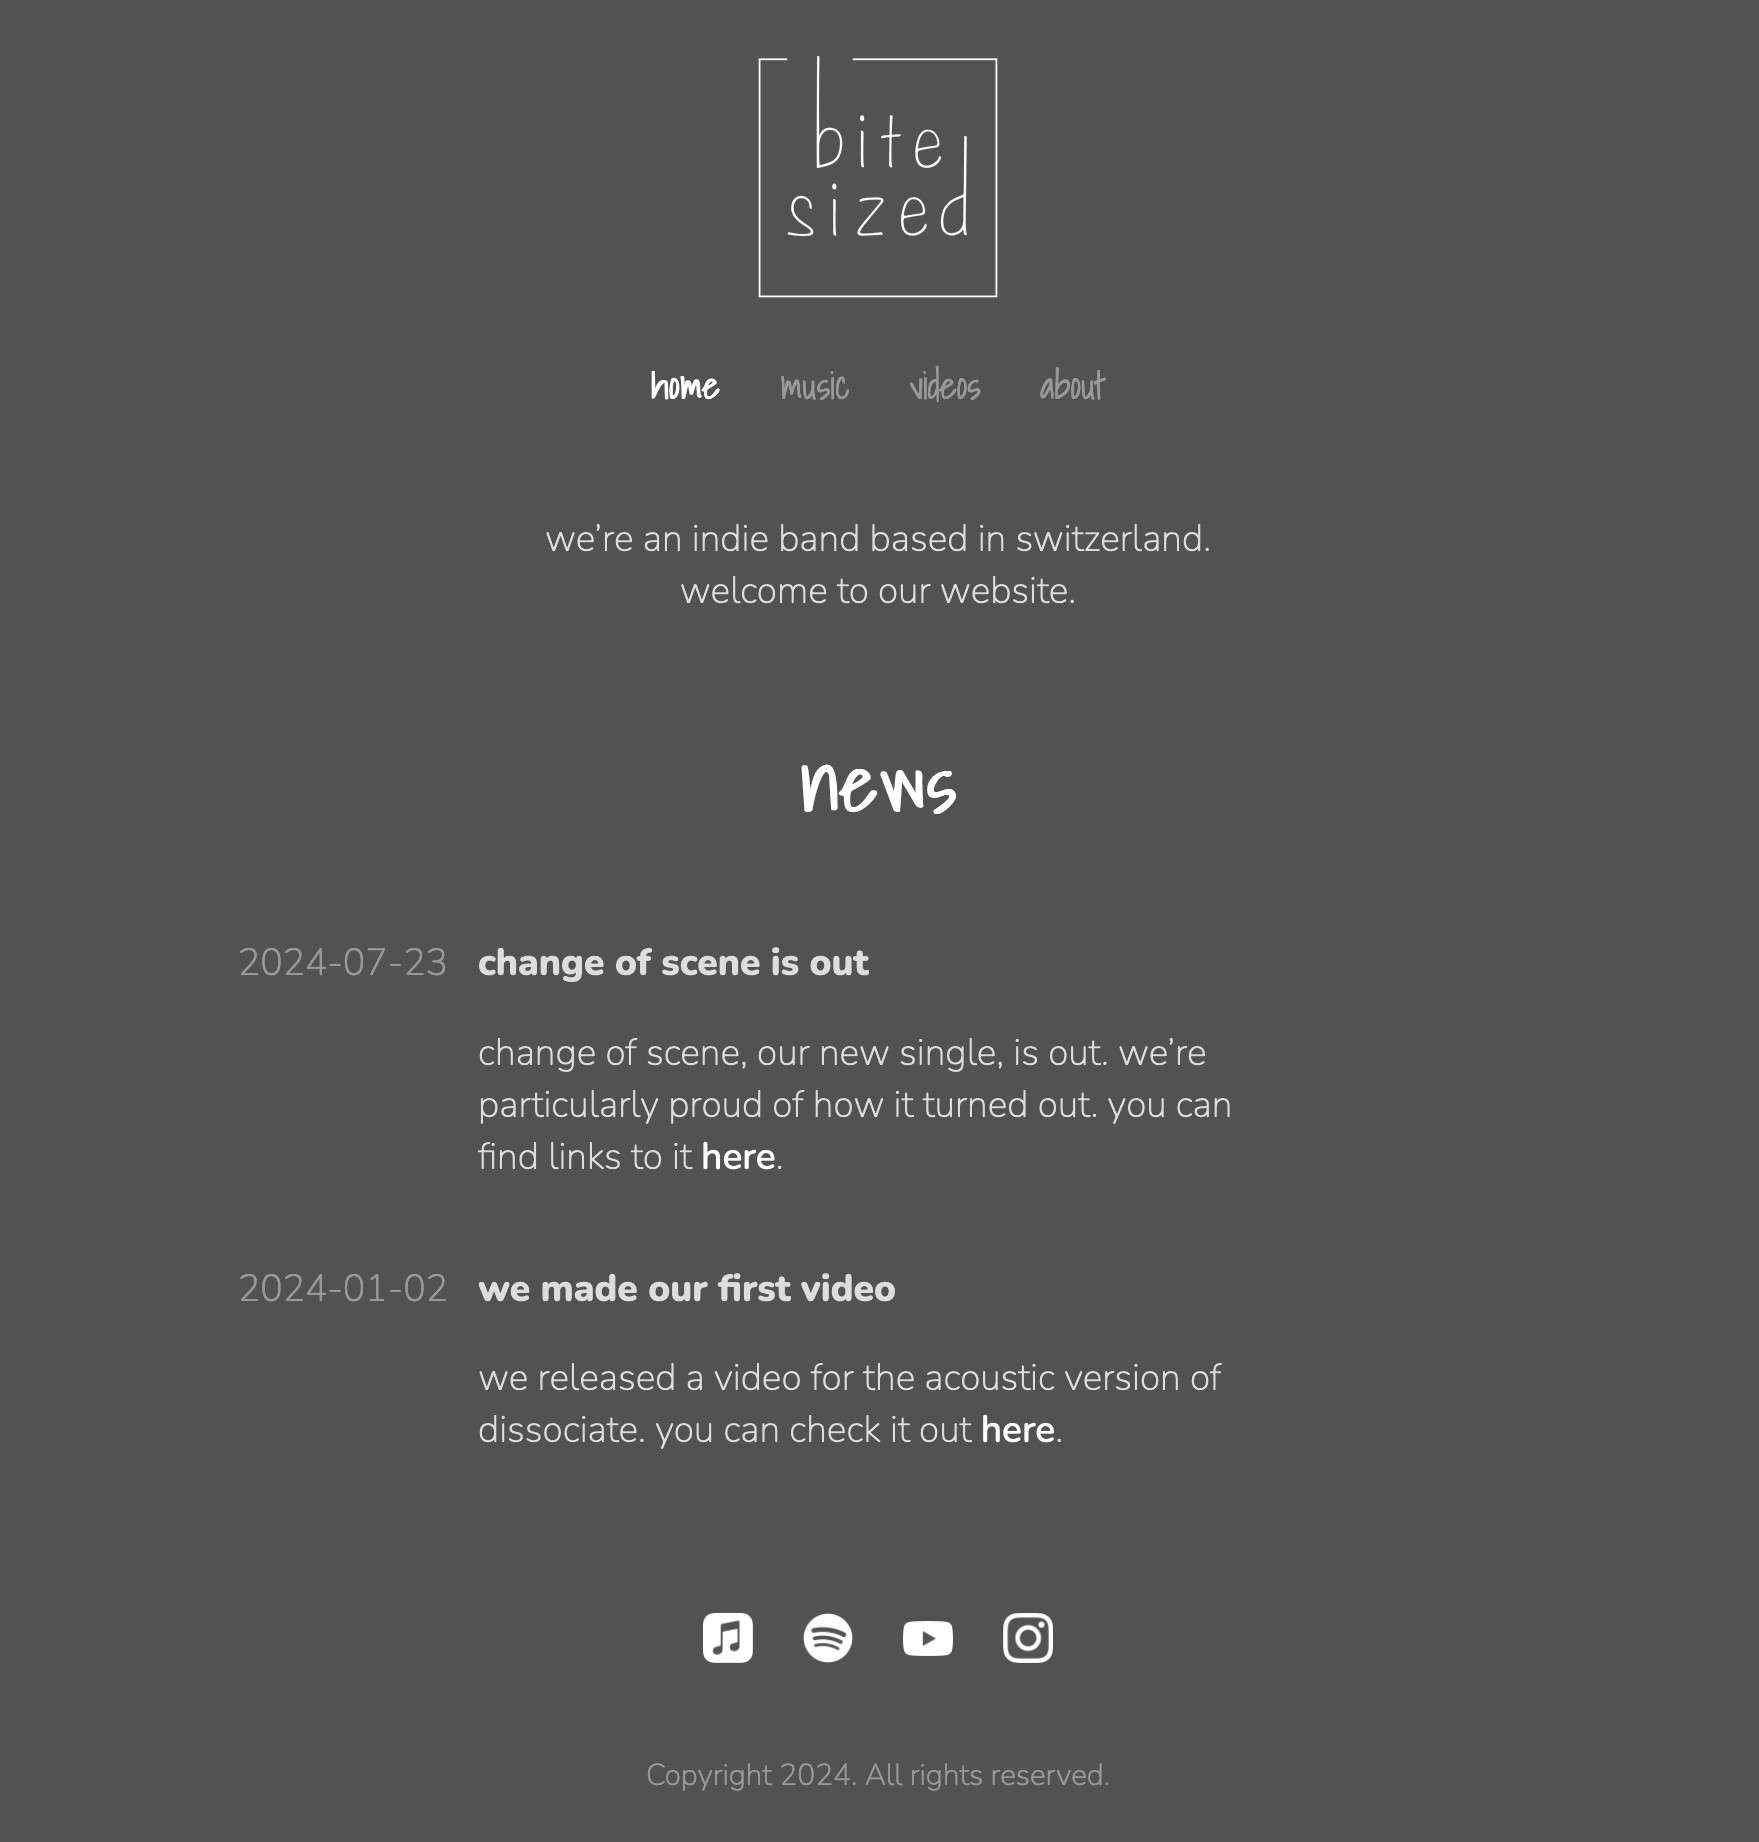 bite
sized
home music videos about
we’re an indie band based in switzerland.
welcome to our website.
news
2024-07-23 change of scene is out
change of scene, our new single, is out. we’re
particularly proud of how it turned out. you can
find links to it here.
2024-01-02 we made our first video
we released a video for the acoustic version of
dissociate. you can check it out here.
Copyright 2024. All rights reserved.